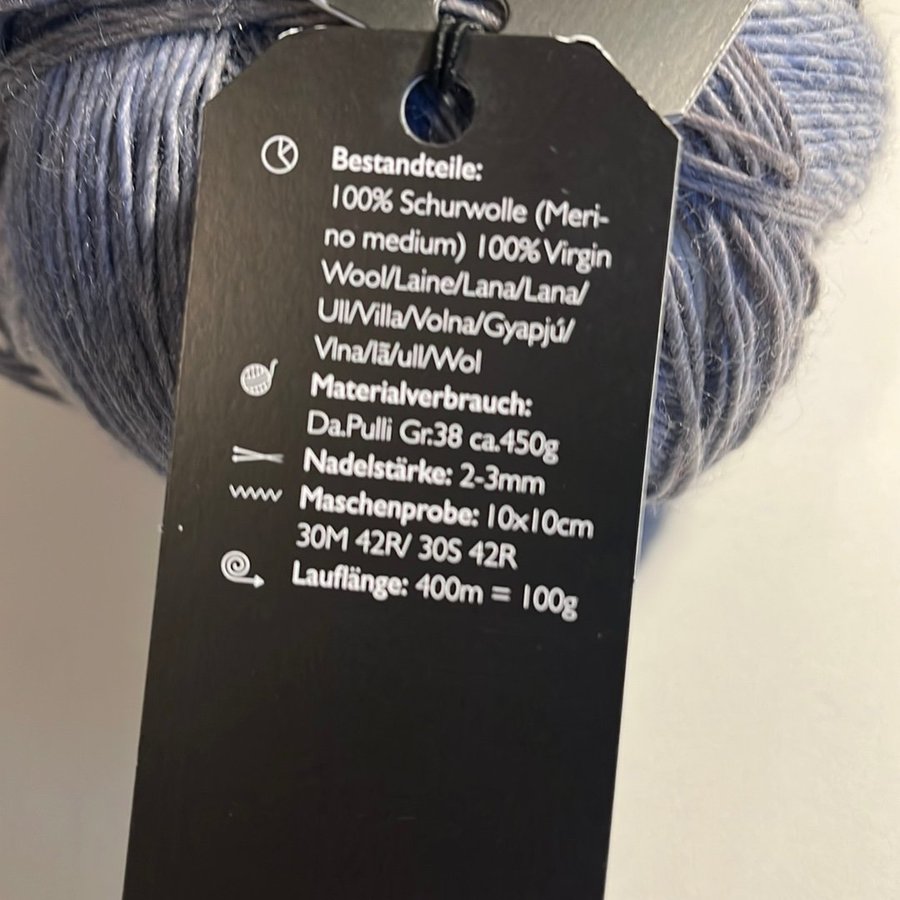 Bestandteile:
100% Schurwolle (Meri-
no medium) 100% Virgin
Wool/Laine/Lana/Lana/
Ull/Villa/Volna/Gyapjú/
Vlna/lã/ull/Wol
Materialverbrauch:
Da.Pulli Gr.38 ca.450g
Nadelstärke: 2-3mm
Maschenprobe: 10x10cm
30M 42R/ 30S 42R
Lauflänge: 400m = 100g